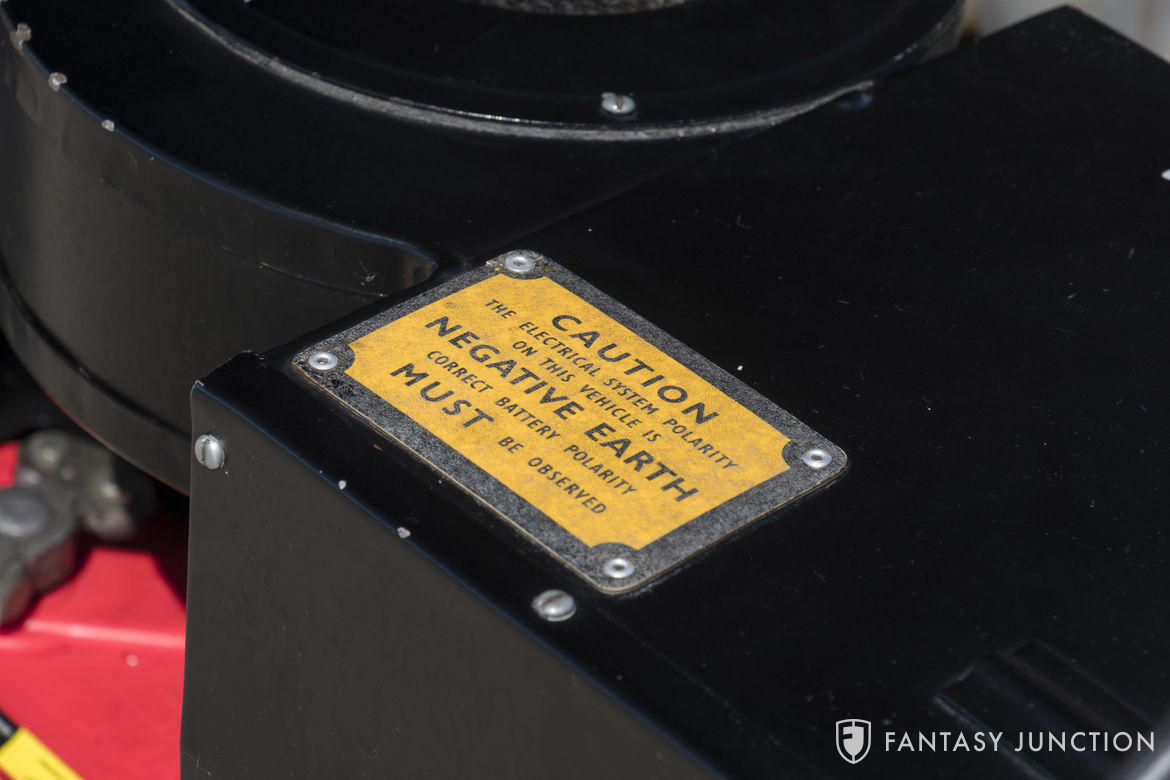 CAUTION
THE ELECTRICAL SYSTEM POLARITY
ON THIS VEHICLE IS
NEGATIVE EARTH
CORRECT BATTERY POLARITY
MUST BE OBSERVED
FANTASY JUNCTION